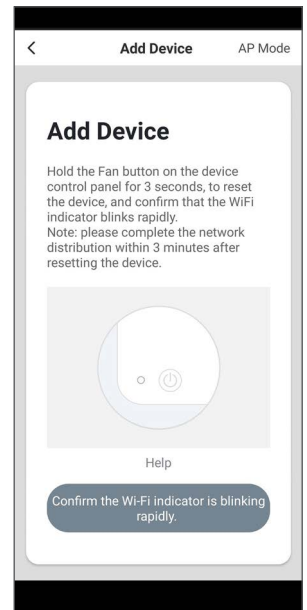 Add Device AP Mode
Add Device
Hold the Fan button on the device
control panel for 3 seconds, to reset
the device, and confirm that the WiFi
indicator blinks rapidly.
Note: please complete the network
distribution within 3 minutes after
resetting the device.
Help
Confirm the Wi-Fi indicator is blinking
rapidly.